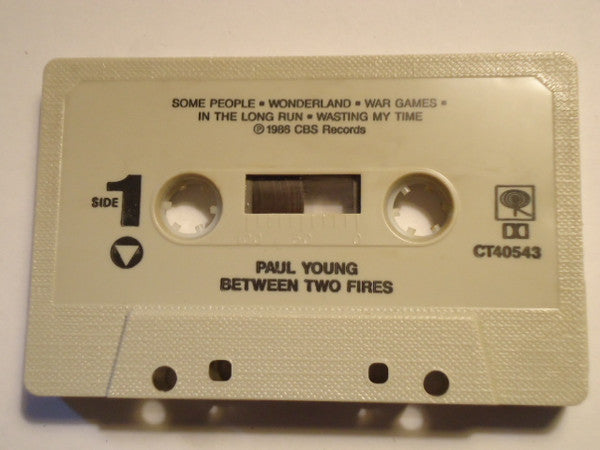 SOME PEOPLE • WONDERLAND • WAR GAMES •
IN THE LONG RUN • WASTING MY TIME
℗ 1986 CBS Records
SIDE 1
CT40543
PAUL YOUNG
BETWEEN TWO FIRES